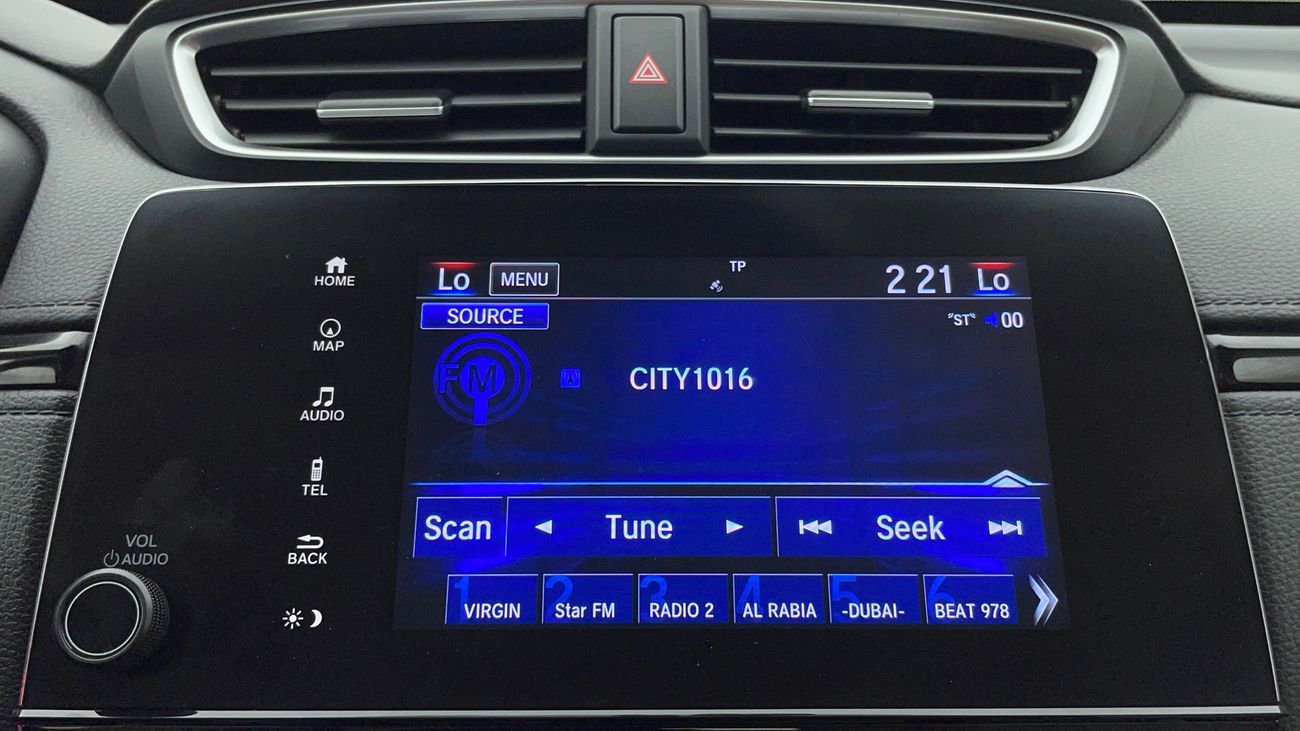 HOME
MAP
AUDIO
TEL
BACK
VOL
AUDIO
Lo MENU TP 2 21 Lo
SOURCE "ST" 00
FM CITY1016
Scan Tune Seek
1 VIRGIN 2 Star FM 3 RADIO 2 4 AL RABIA 5 -DUBAI- 6 BEAT 978